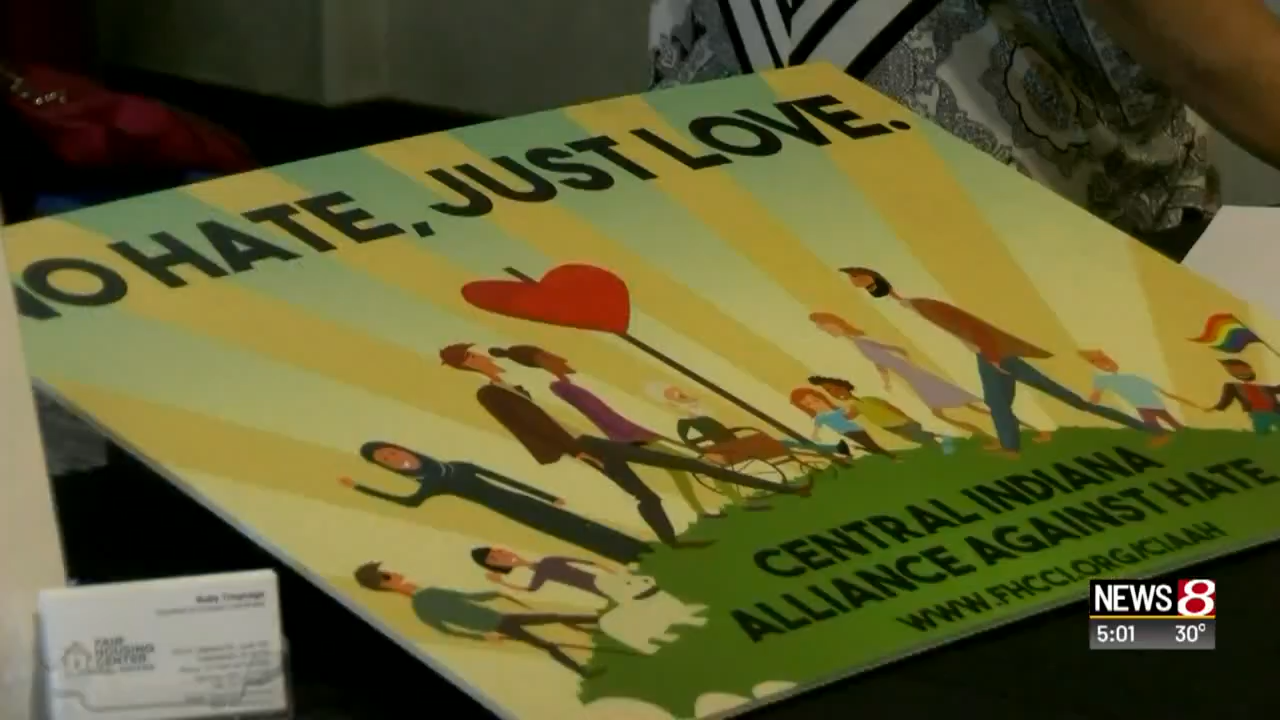 NO HATE, JUST LOVE.
CENTRAL INDIANA
ALLIANCE AGAINST HATE
WWW.FHCCI.ORG/CIAAH
FAIR
HOUSING
CENTER
NEWS 8
5:01 30°